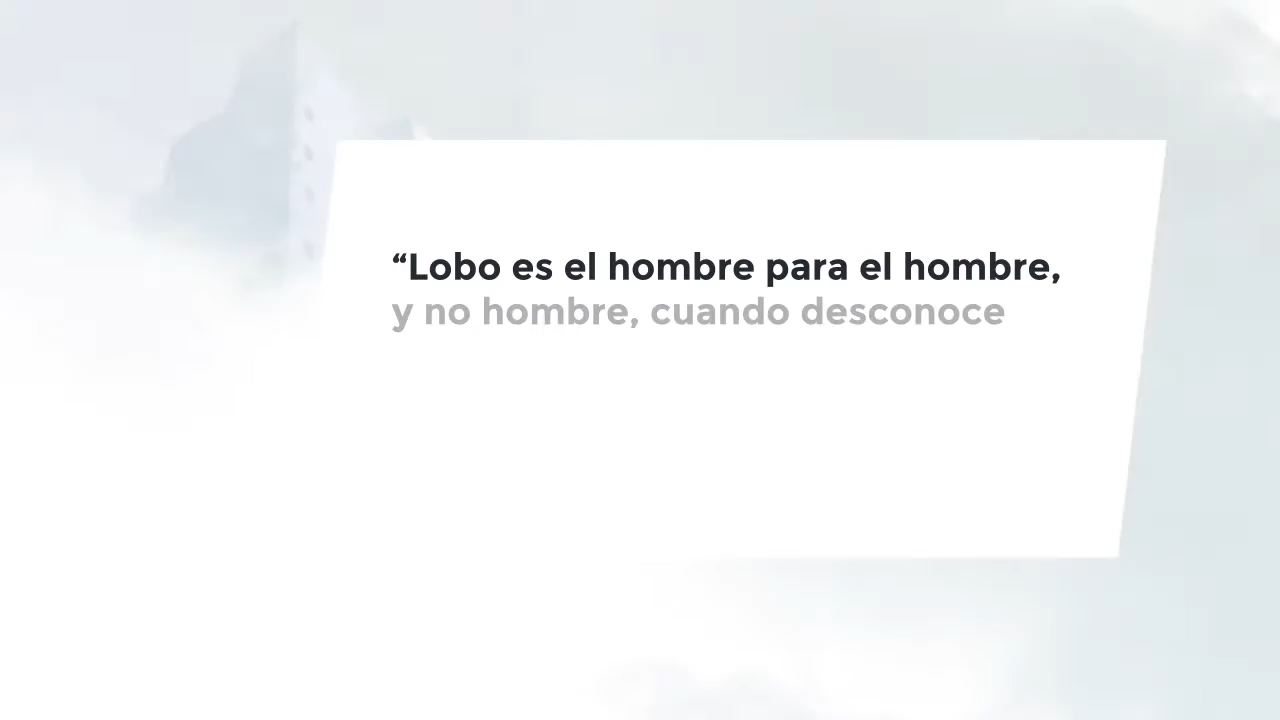 “Lobo es el hombre para el hombre,
y no hombre, cuando desconoce